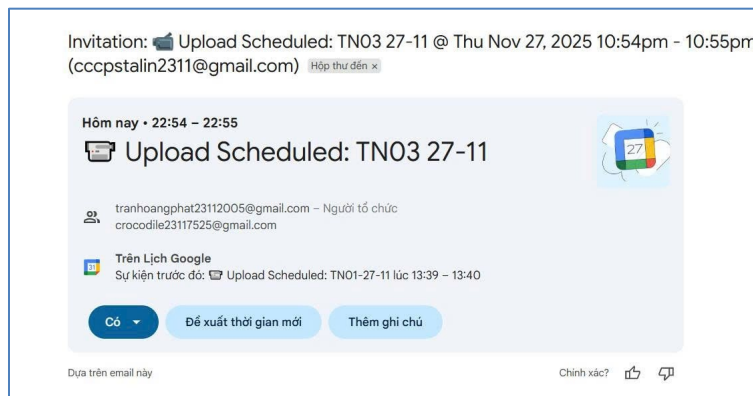 Invitation: 📹 Upload Scheduled: TN03 27-11 @ Thu Nov 27, 2025 10:54pm - 10:55pm
(cccpstalin2311@gmail.com) Hộp thư đến ×
Hôm nay • 22:54 – 22:55
Upload Scheduled: TN03 27-11
27
tranhoangphat23112005@gmail.com – Người tổ chức
crocodile23117525@gmail.com
31
Trên Lịch Google
Sự kiện trước đó: Upload Scheduled: TN01-27-11 lúc 13:39 – 13:40
Có
Đề xuất thời gian mới
Thêm ghi chú
Dựa trên email này
Chính xác?